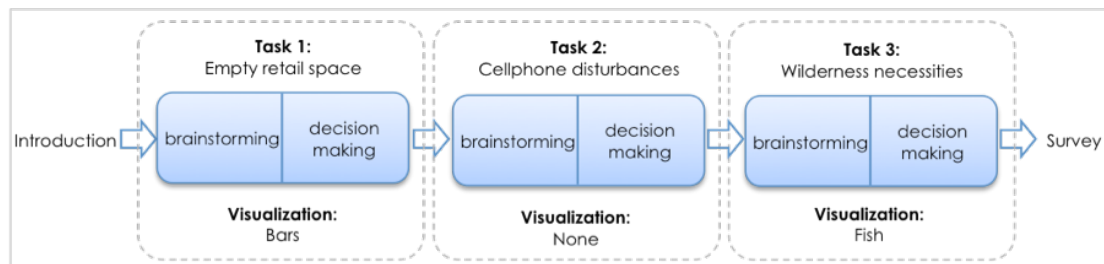 Introduction
Task 1:
Empty retail space
brainstorming
decision
making
Visualization:
Bars
Task 2:
Cellphone disturbances
brainstorming
decision
making
Visualization:
None
Task 3:
Wilderness necessities
brainstorming
decision
making
Visualization:
Fish
Survey